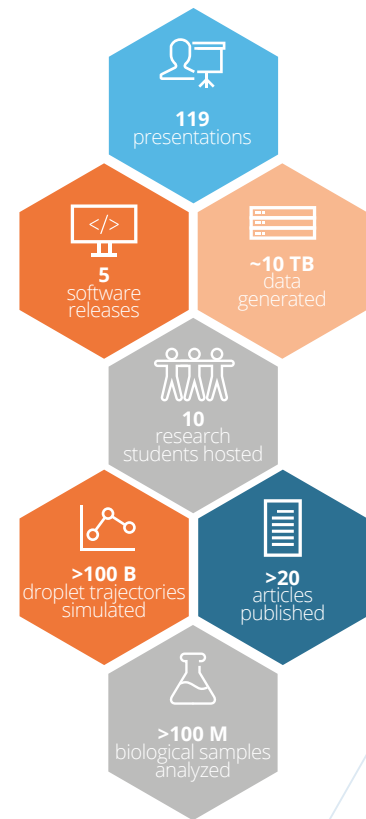 119
presentations
</>
5
software
releases
~10 TB
data
generated
10
research
students hosted
>100 B
droplet trajectories
simulated
>20
articles
published
>100 M
biological samples
analyzed